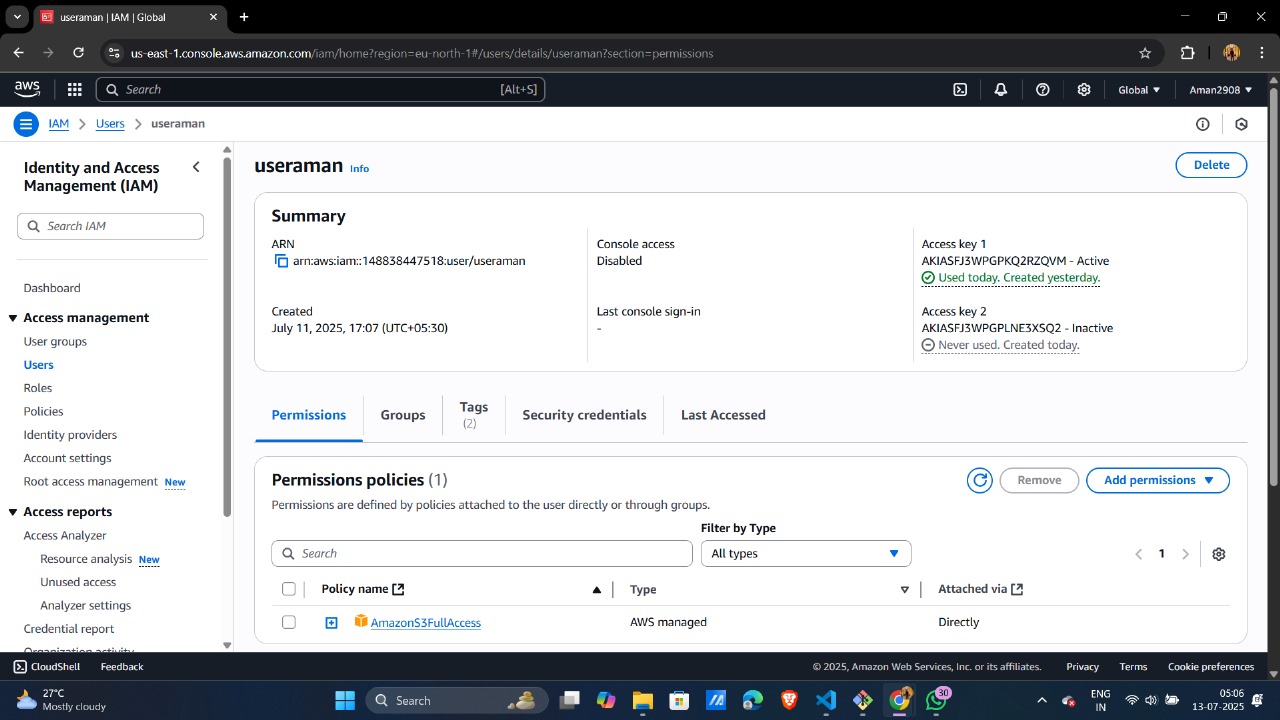 useraman | IAM | Global
us-east-1.console.aws.amazon.com/iam/home?region=eu-north-1#/users/details/useraman?section=permissions
aws
Search [Alt+S]
Global
Aman2908
IAM > Users > useraman
Identity and Access Management (IAM)
Search IAM
Dashboard
Access management
User groups
Users
Roles
Policies
Identity providers
Account settings
Root access management New
Access reports
Access Analyzer
Resource analysis New
Unused access
Analyzer settings
Credential report
Organization activity
useraman Info
Delete
Summary
ARN
arn:aws:iam::148838447518:user/useraman
Created
July 11, 2025, 17:07 (UTC+05:30)
Console access
Disabled
Last console sign-in
-
Access key 1
AKIASFJ3WPGPKQ2RZQVM - Active
Used today. Created yesterday.
Access key 2
AKIASFJ3WPGPLNE3XSQ2 - Inactive
Never used. Created today.
Permissions
Groups
Tags
(2)
Security credentials
Last Accessed
Permissions policies (1)
Remove
Add permissions
Permissions are defined by policies attached to the user directly or through groups.
Filter by Type
Search
All types
1
Policy name
Type
Attached via
AmazonS3FullAccess
AWS managed
Directly
CloudShell
Feedback
© 2025, Amazon Web Services, Inc. or its affiliates.
Privacy
Terms
Cookie preferences
27°C
Mostly cloudy
Search
30
ENG
IN
05:06
13-07-2025